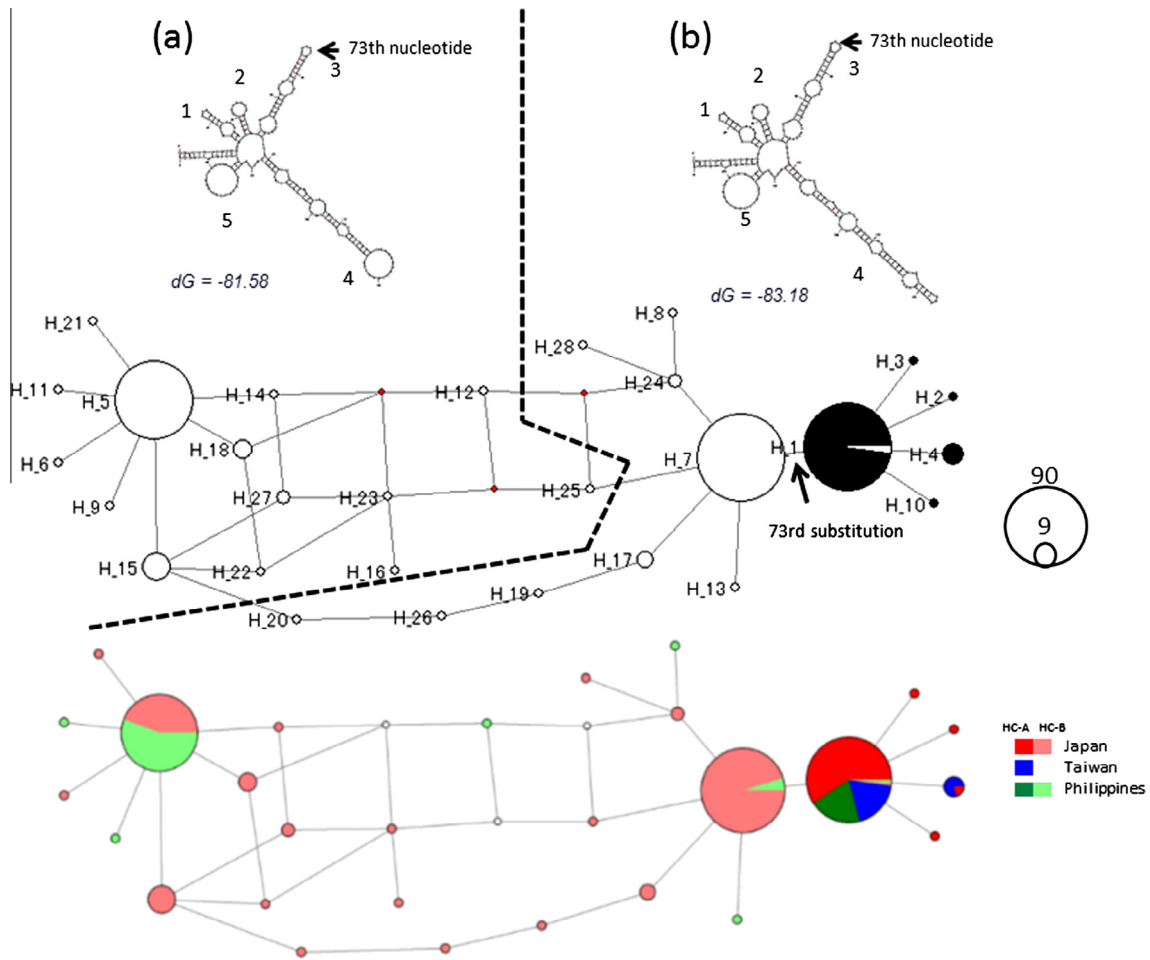 (a)
(b)
73th nucleotide
73th nucleotide
1
2
3
4
5
1
2
3
4
5
dG = -81.58
dG = -83.18
H_21
H_11
H_5
H_6
H_9
H_14
H_18
H_12
H_27
H_23
H_25
H_15
H_22
H_16
H_20
H_26
H_19
H_17
H_13
H_28
H_8
H_24
H_7
H_1
H_3
H_2
H_4
H_10
73rd substitution
90
9
HC-A HC-B
Japan
Taiwan
Philippines